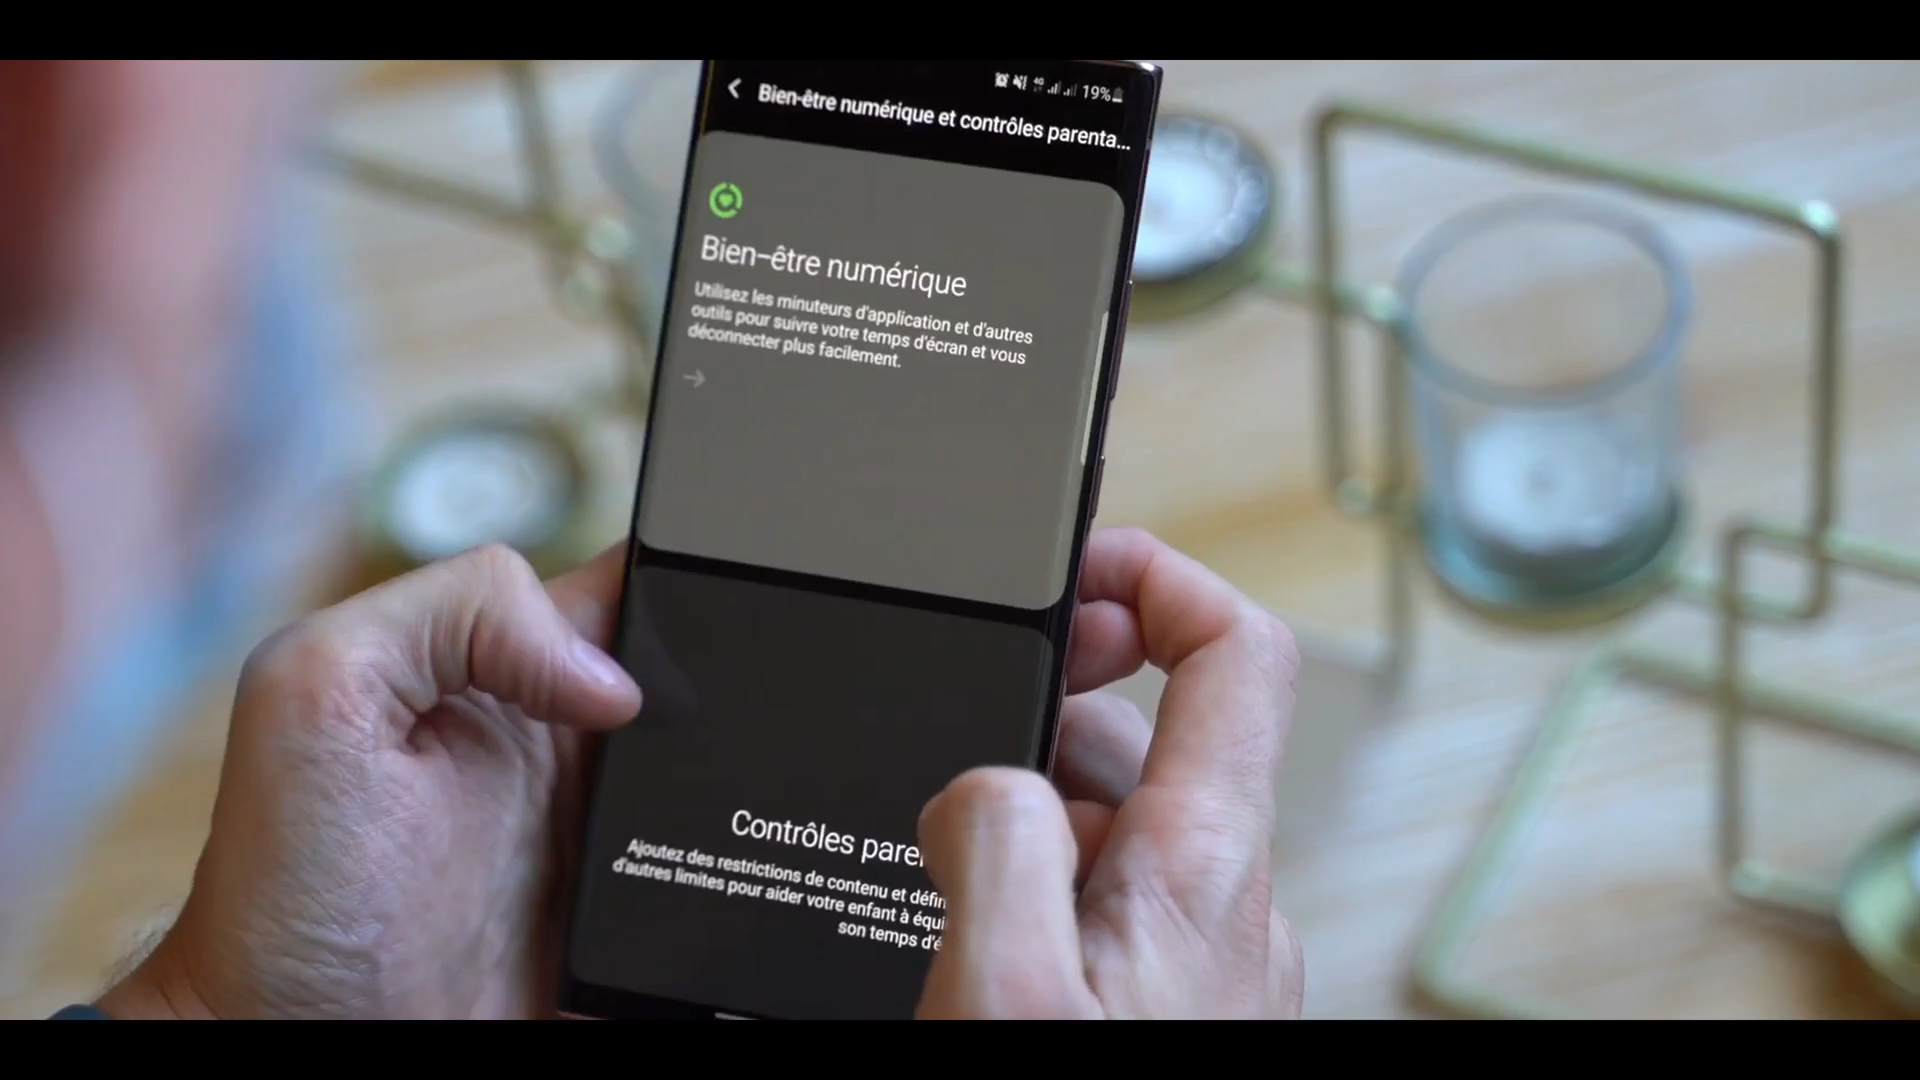 4G 19%
Bien-être numérique et contrôles parenta...
Bien-être numérique
Utilisez les minuteurs d'application et d'autres
outils pour suivre votre temps d'écran et vous
déconnecter plus facilement.
Contrôles paren
Ajoutez des restrictions de contenu et défin
d'autres limites pour aider votre enfant à équi
son temps d'é